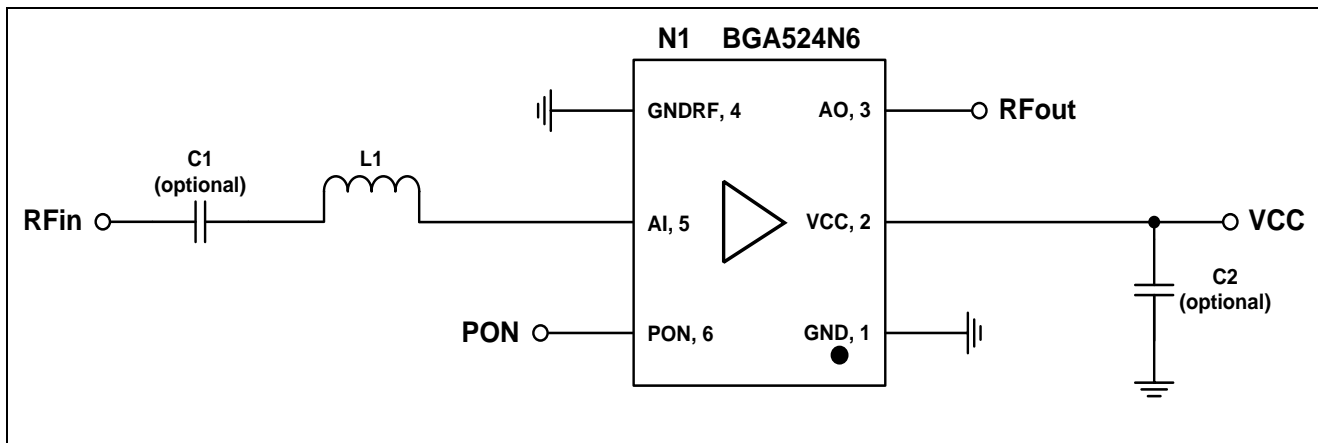 N1 BGA524N6
GNDRF, 4
AO, 3
RFout
C1
(optional)
L1
RFin
AI, 5
VCC, 2
VCC
C2
(optional)
PON
PON, 6
GND, 1